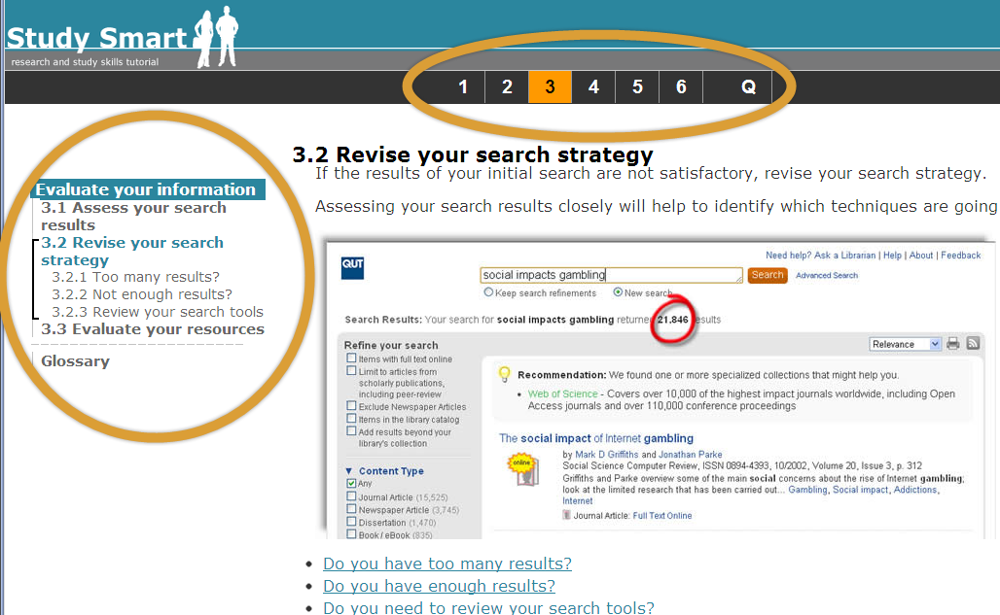 Study Smart
research and study skills tutorial
1 2 3 4 5 6 Q
Evaluate your information
3.1 Assess your search
results
3.2 Revise your search
strategy
3.2.1 Too many results?
3.2.2 Not enough results?
3.2.3 Review your search tools
3.3 Evaluate your resources
Glossary
3.2 Revise your search strategy
If the results of your initial search are not satisfactory, revise your search strategy.
Assessing your search results closely will help to identify which techniques are going
QUT
Need help? Ask a Librarian | Help | About | Feedback
social impacts gambling
Search
Advanced Search
Keep search refinements
New search
Search Results: Your search for social impacts gambling returned 21,846 results
Refine your search
Items with full text online
Limit to articles from
scholarly publications,
including peer-review
Exclude Newspaper Articles
Items in the library catalog
Add results beyond your
library's collection
Content Type
Any
Journal Article (15,525)
Newspaper Article (3,745)
Dissertation (1,470)
Book / eBook (835)
Relevance
Recommendation: We found one or more specialized collections that might help you.
• Web of Science - Covers over 10,000 of the highest impact journals worldwide, including Open
Access journals and over 110,000 conference proceedings
The social impact of Internet gambling
online
by Mark D Griffiths and Jonathan Parke
Social Science Computer Review, ISSN 0894-4393, 10/2002, Volume 20, Issue 3, p. 312
Griffiths and Parke overview some of the main social concerns about the rise of Internet gambling;
look at the limited research that has been carried out... Gambling, Social impact, Addictions,
Internet
Journal Article: Full Text Online
• Do you have too many results?
• Do you have enough results?
• Do you need to review your search tools?